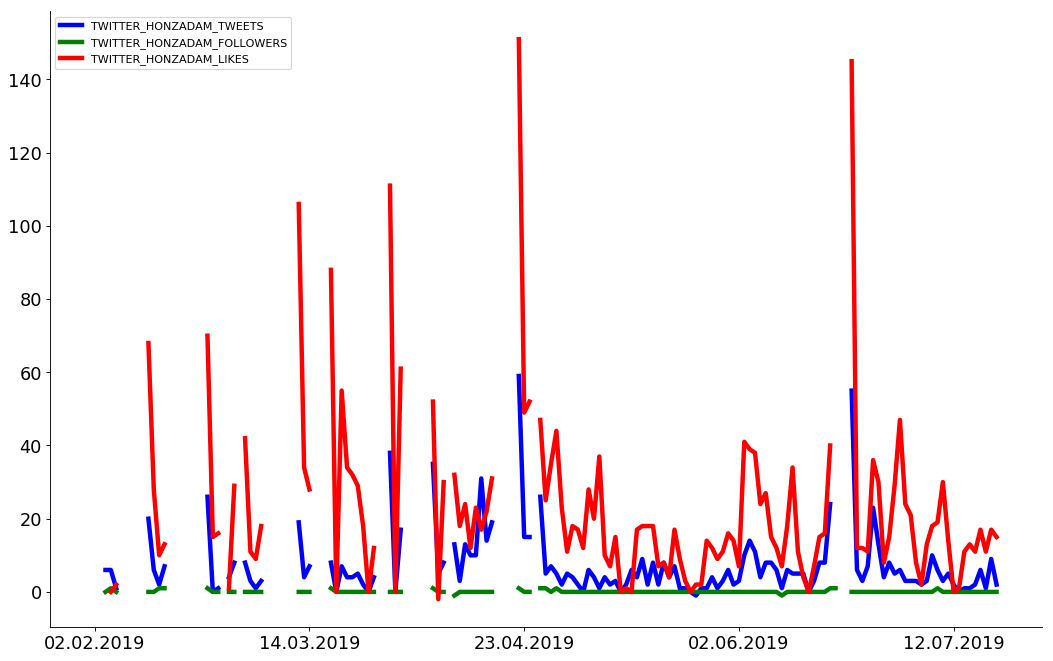 TWITTER_HONZADAM_TWEETS
TWITTER_HONZADAM_FOLLOWERS
TWITTER_HONZADAM_LIKES
140
120
100
80
60
40
20
0
02.02.2019 14.03.2019 23.04.2019 02.06.2019 12.07.2019